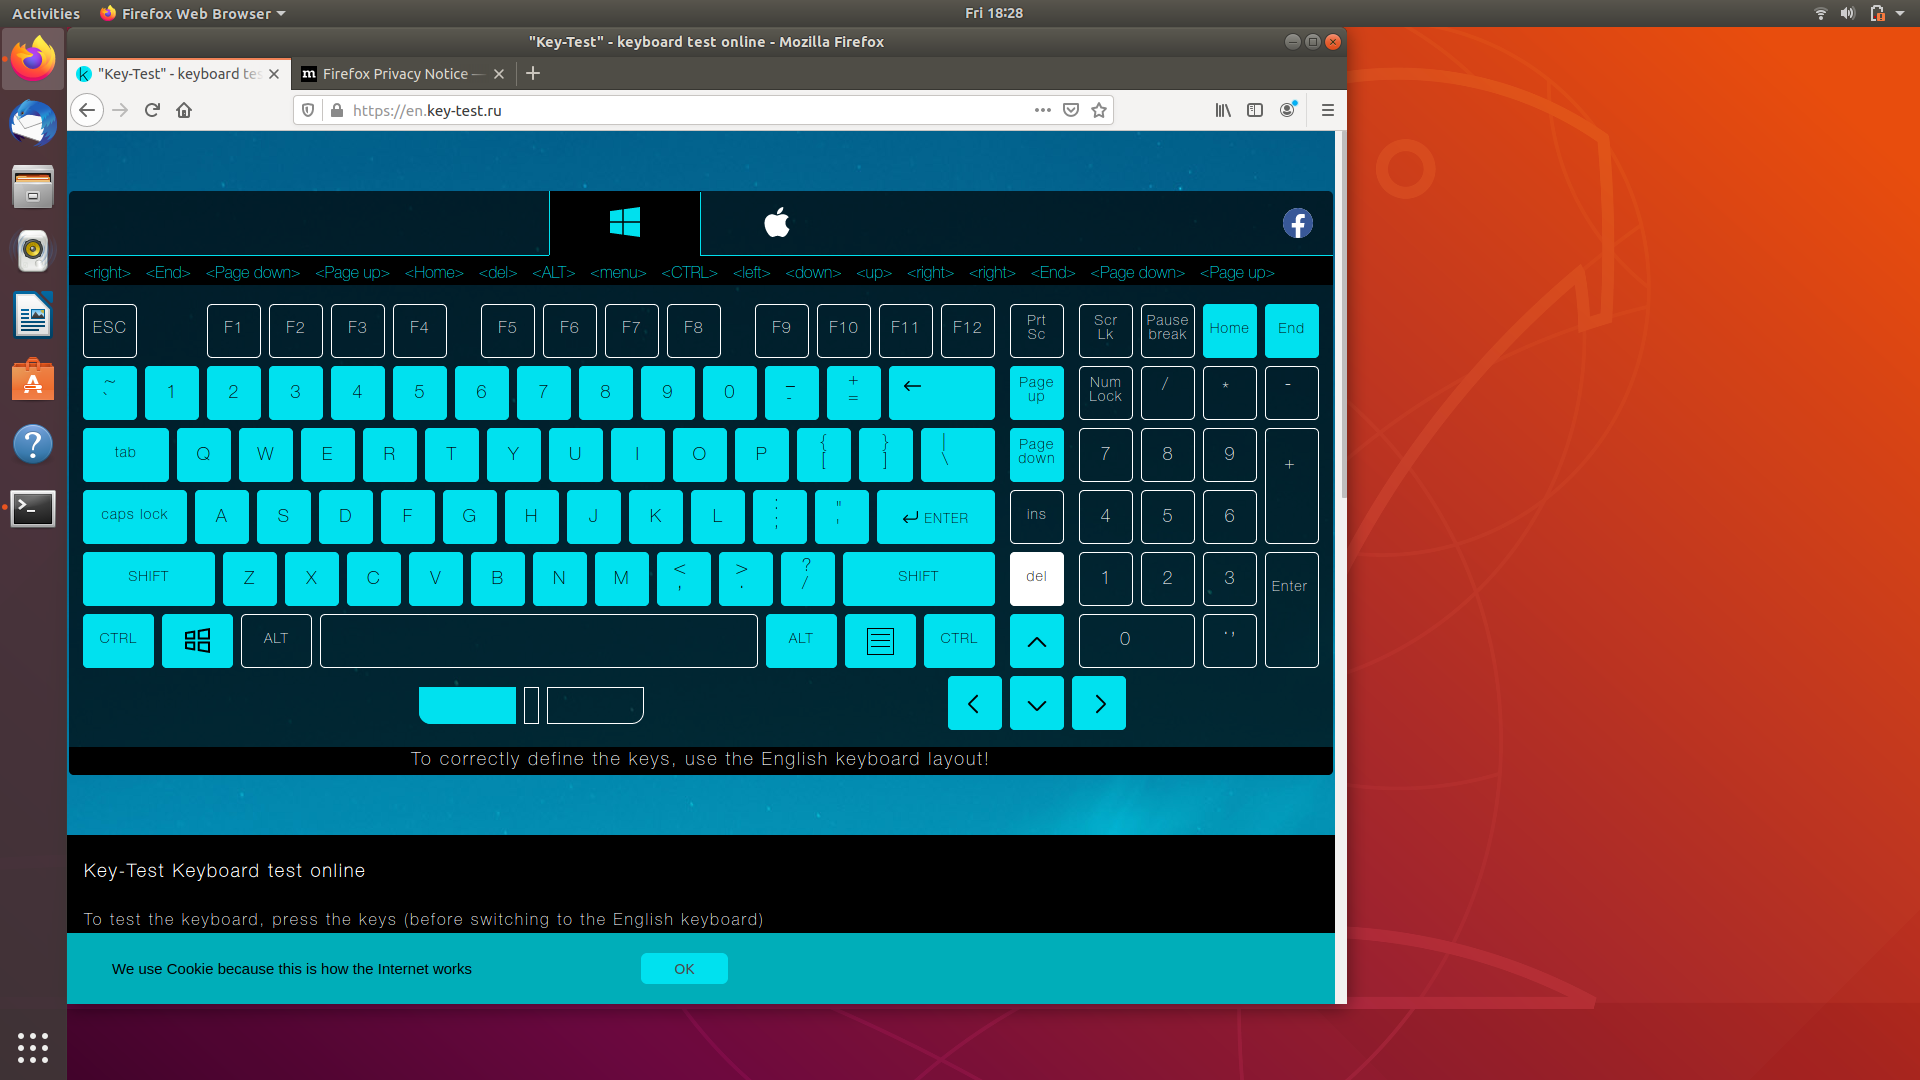 Activities Firefox Web Browser Fri 18:28
"Key-Test" - keyboard test online - Mozilla Firefox
"Key-Test" - keyboard tes Firefox Privacy Notice —
https://en.key-test.ru
<right> <End> <Page down> <Page up> <Home> <del> <ALT> <menu> <CTRL> <left> <down> <up> <right> <right> <End> <Page down> <Page up>
ESC F1 F2 F3 F4 F5 F6 F7 F8 F9 F10 F11 F12 Prt Sc Scr Lk Pause break Home End
~ ` 1 2 3 4 5 6 7 8 9 0 _ - + = ← Page up Num Lock / * -
tab Q W E R T Y U I O P { [ } ] | \ Page down 7 8 9 +
caps lock A S D F G H J K L : ; " ' ENTER ins 4 5 6
SHIFT Z X C V B N M < , > . ? / SHIFT del 1 2 3 Enter
CTRL ALT ALT CTRL 0 . ,
To correctly define the keys, use the English keyboard layout!
Key-Test Keyboard test online
To test the keyboard, press the keys (before switching to the English keyboard)
We use Cookie because this is how the Internet works OK